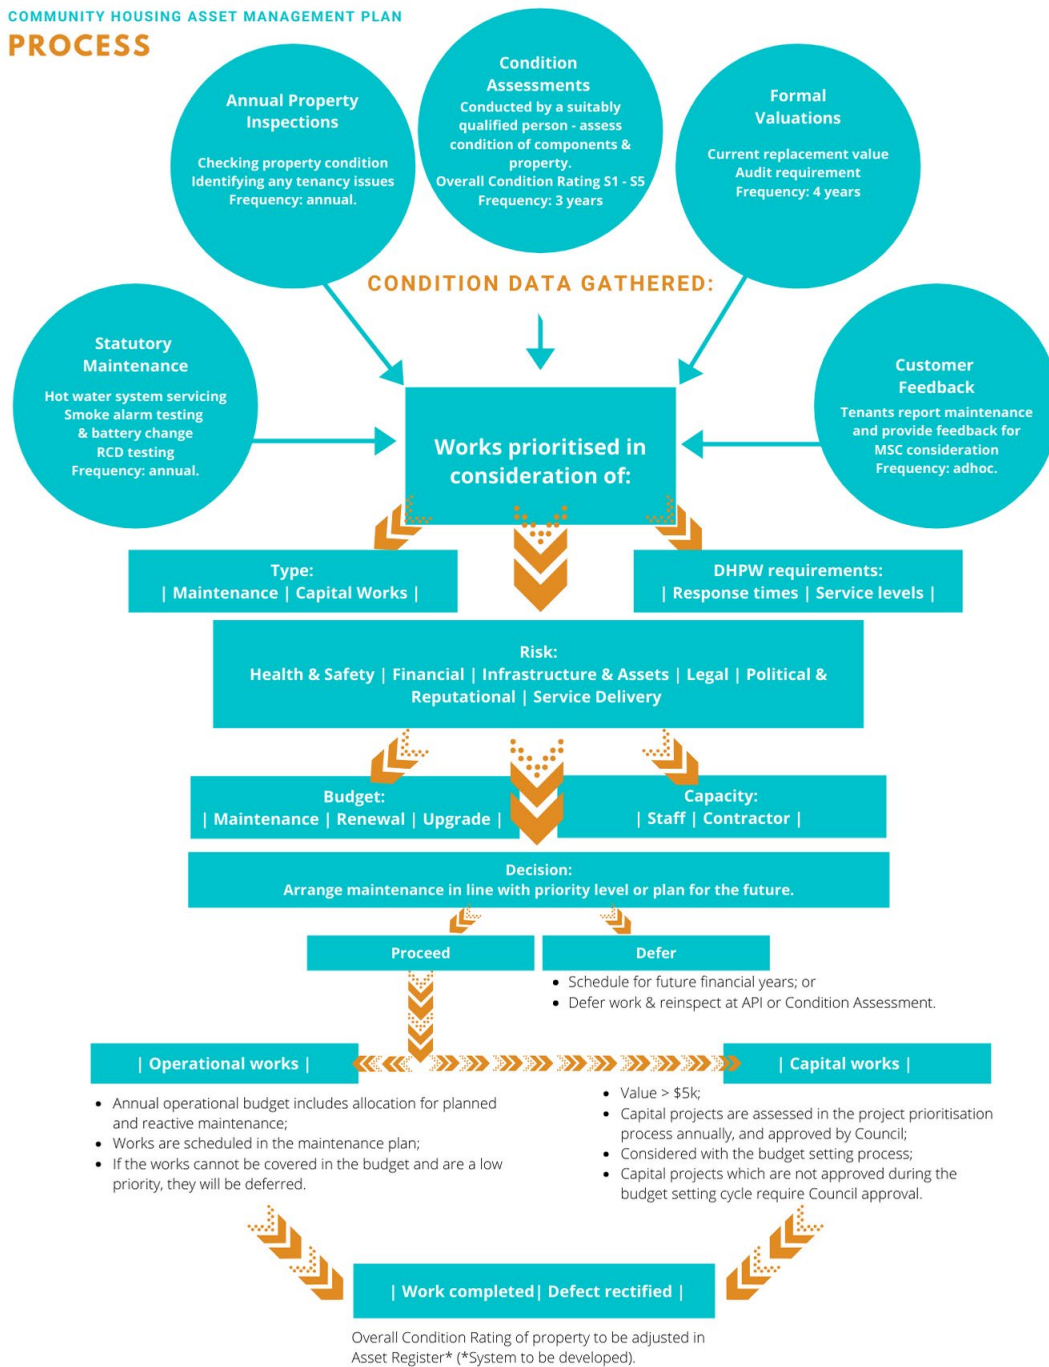 COMMUNITY HOUSING ASSET MANAGEMENT PLAN
PROCESS
Annual Property
Inspections
Checking property condition
Identifying any tenancy issues
Frequency: annual.
Condition
Assessments
Conducted by a suitably
qualified person - assess
condition of components &
property.
Overall Condition Rating S1 - S5
Frequency: 3 years
Formal
Valuations
Current replacement value
Audit requirement
Frequency: 4 years
CONDITION DATA GATHERED:
Statutory
Maintenance
Hot water system servicing
Smoke alarm testing
& battery change
RCD testing
Frequency: annual.
Customer
Feedback
Tenants report maintenance
and provide feedback for
MSC consideration
Frequency: adhoc.
Works prioritised in
consideration of:
Type:
| Maintenance | Capital Works |
DHPW requirements:
| Response times | Service levels |
Risk:
Health & Safety | Financial | Infrastructure & Assets | Legal | Political &
Reputational | Service Delivery
Budget:
| Maintenance | Renewal | Upgrade |
Capacity:
| Staff | Contractor |
Decision:
Arrange maintenance in line with priority level or plan for the future.
Proceed
Defer
• Schedule for future financial years; or
• Defer work & reinspect at API or Condition Assessment.
| Operational works |
• Annual operational budget includes allocation for planned
and reactive maintenance;
• Works are scheduled in the maintenance plan;
• If the works cannot be covered in the budget and are a low
priority, they will be deferred.
| Capital works |
• Value > $5k;
• Capital projects are assessed in the project prioritisation
process annually, and approved by Council;
• Considered with the budget setting process;
• Capital projects which are not approved during the
budget setting cycle require Council approval.
| Work completed| Defect rectified |
Overall Condition Rating of property to be adjusted in
Asset Register* (*System to be developed).